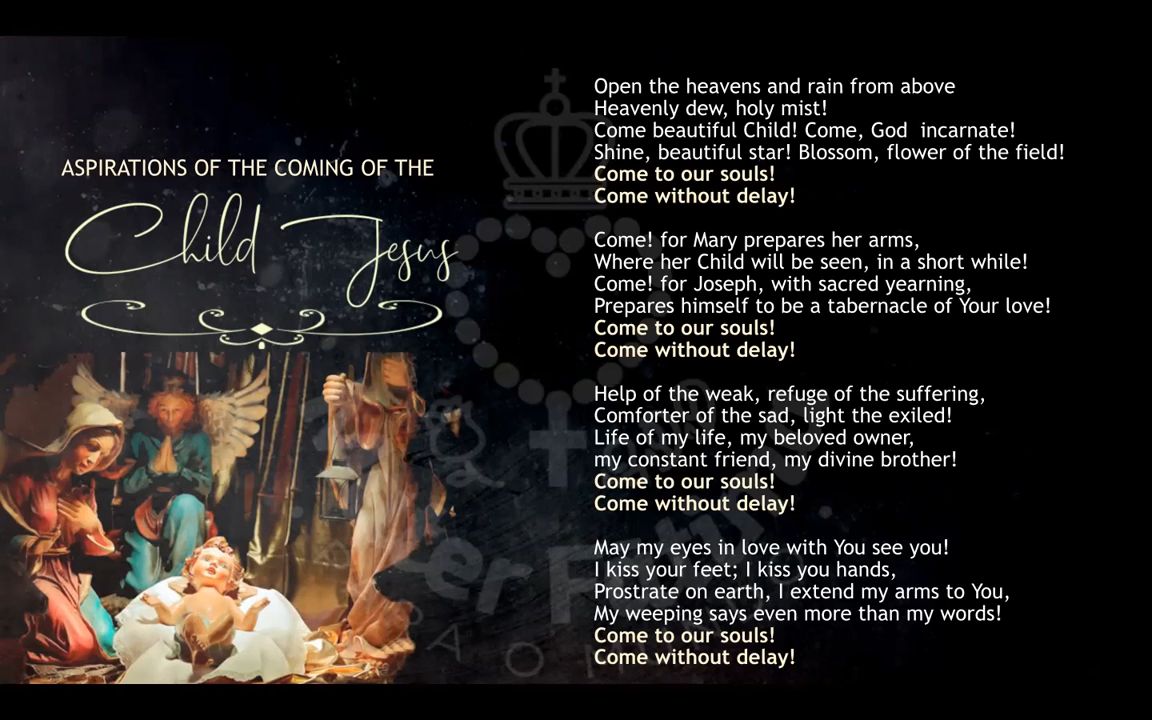 ASPIRATIONS OF THE COMING OF THE
Child Jesus
Open the heavens and rain from above
Heavenly dew, holy mist!
Come beautiful Child! Come, God  incarnate!
Shine, beautiful star! Blossom, flower of the field!
Come to our souls!
Come without delay!
Come! for Mary prepares her arms,
Where her Child will be seen, in a short while!
Come! for Joseph, with sacred yearning,
Prepares himself to be a tabernacle of Your love!
Come to our souls!
Come without delay!
Help of the weak, refuge of the suffering,
Comforter of the sad, light the exiled!
Life of my life, my beloved owner,
my constant friend, my divine brother!
Come to our souls!
Come without delay!
May my eyes in love with You see you!
I kiss your feet; I kiss you hands,
Prostrate on earth, I extend my arms to You,
My weeping says even more than my words!
Come to our souls!
Come without delay!